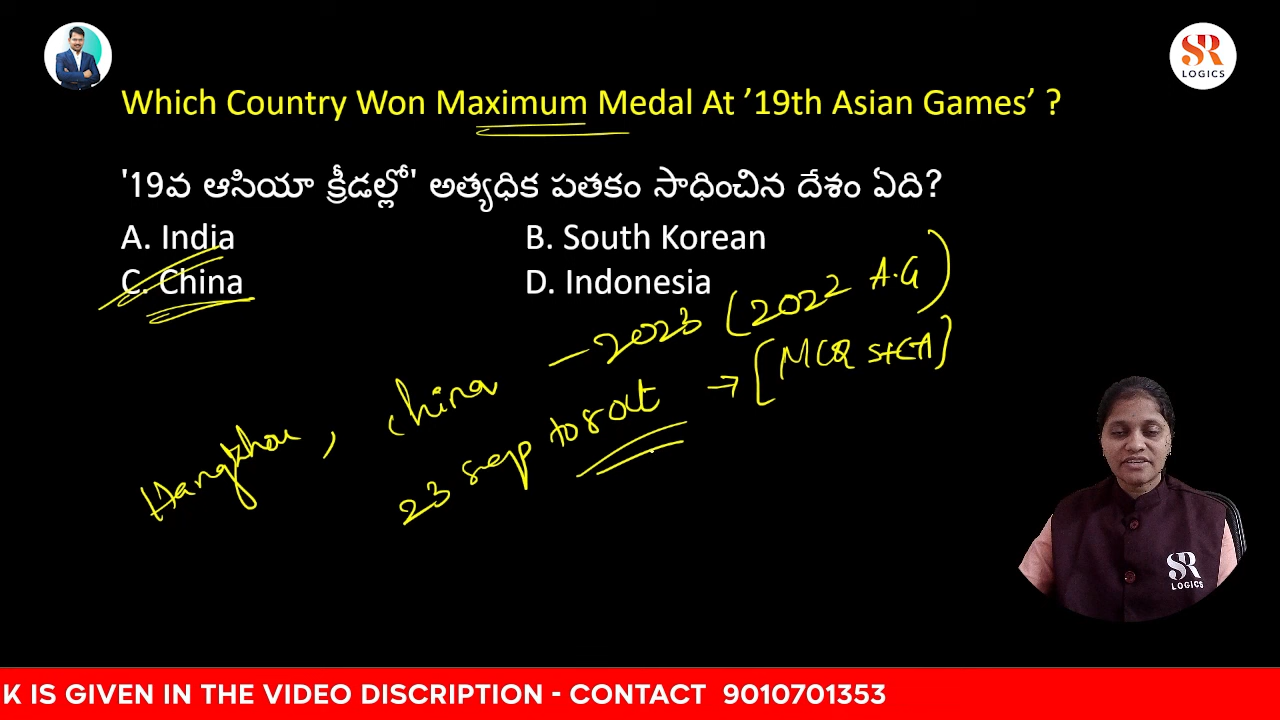 SR
LOGICS
Which Country Won Maximum Medal At ’19th Asian Games’ ?
'19వ ఆసియా క్రీడల్లో' అత్యధిక పతకం సాధించిన దేశం ఏది?
A. India
B. South Korean
C. China
D. Indonesia
Hangzhou, china – 2023 (2022 A.G)
23 sep to 8 oct → [MCQ
SR
LOGICS
K IS GIVEN IN THE VIDEO DISCRIPTION - CONTACT 9010701353